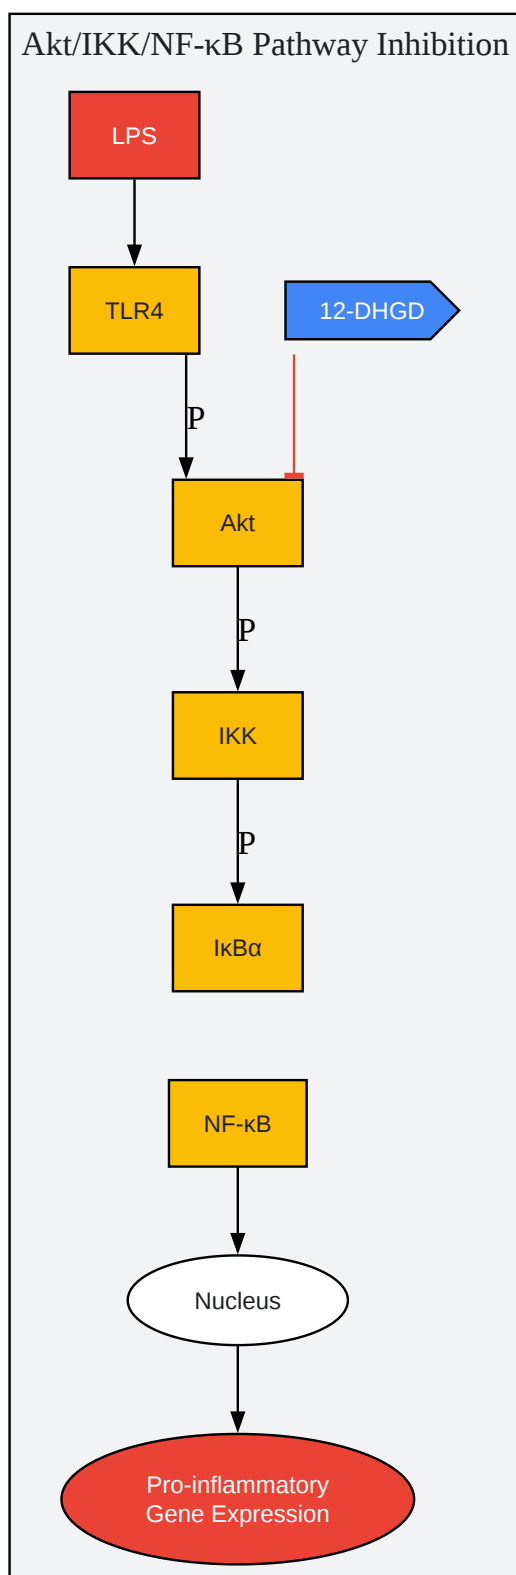 Akt/IKK/NF-κB Pathway Inhibition
LPS
TLR4
12-DHGD
P
Akt
P
IKK
P
IκBα
NF-κB
Nucleus
Pro-inflammatory
Gene Expression